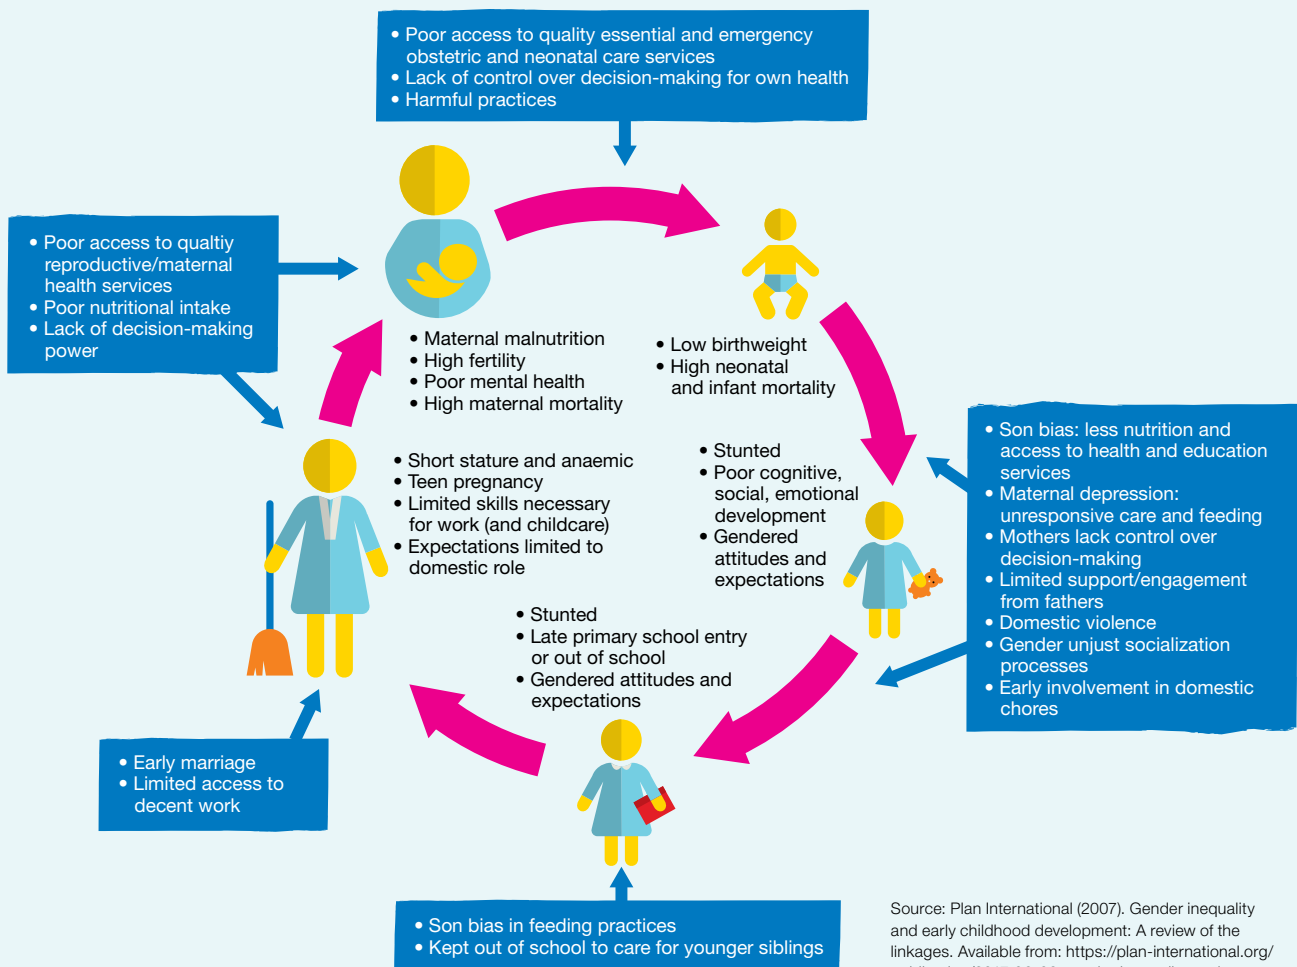 • Poor access to quality essential and emergency
obstetric and neonatal care services
• Lack of control over decision-making for own health
• Harmful practices
• Poor access to qualtiy
reproductive/maternal
health services
• Poor nutritional intake
• Lack of decision-making
power
• Maternal malnutrition
• High fertility
• Poor mental health
• High maternal mortality
• Low birthweight
• High neonatal
and infant mortality
• Son bias: less nutrition and
access to health and education
services
• Maternal depression:
unresponsive care and feeding
• Mothers lack control over
decision-making
• Limited support/engagement
from fathers
• Domestic violence
• Gender unjust socialization
processes
• Early involvement in domestic
chores
• Stunted
• Poor cognitive,
social, emotional
development
• Gendered
attitudes and
expectations
• Short stature and anaemic
• Teen pregnancy
• Limited skills necessary
for work (and childcare)
• Expectations limited to
domestic role
• Stunted
• Late primary school entry
or out of school
• Gendered attitudes and
expectations
• Early marriage
• Limited access to
decent work
• Son bias in feeding practices
• Kept out of school to care for younger siblings
Source: Plan International (2007). Gender inequality
and early childhood development: A review of the
linkages. Available from: https://plan-international.org/